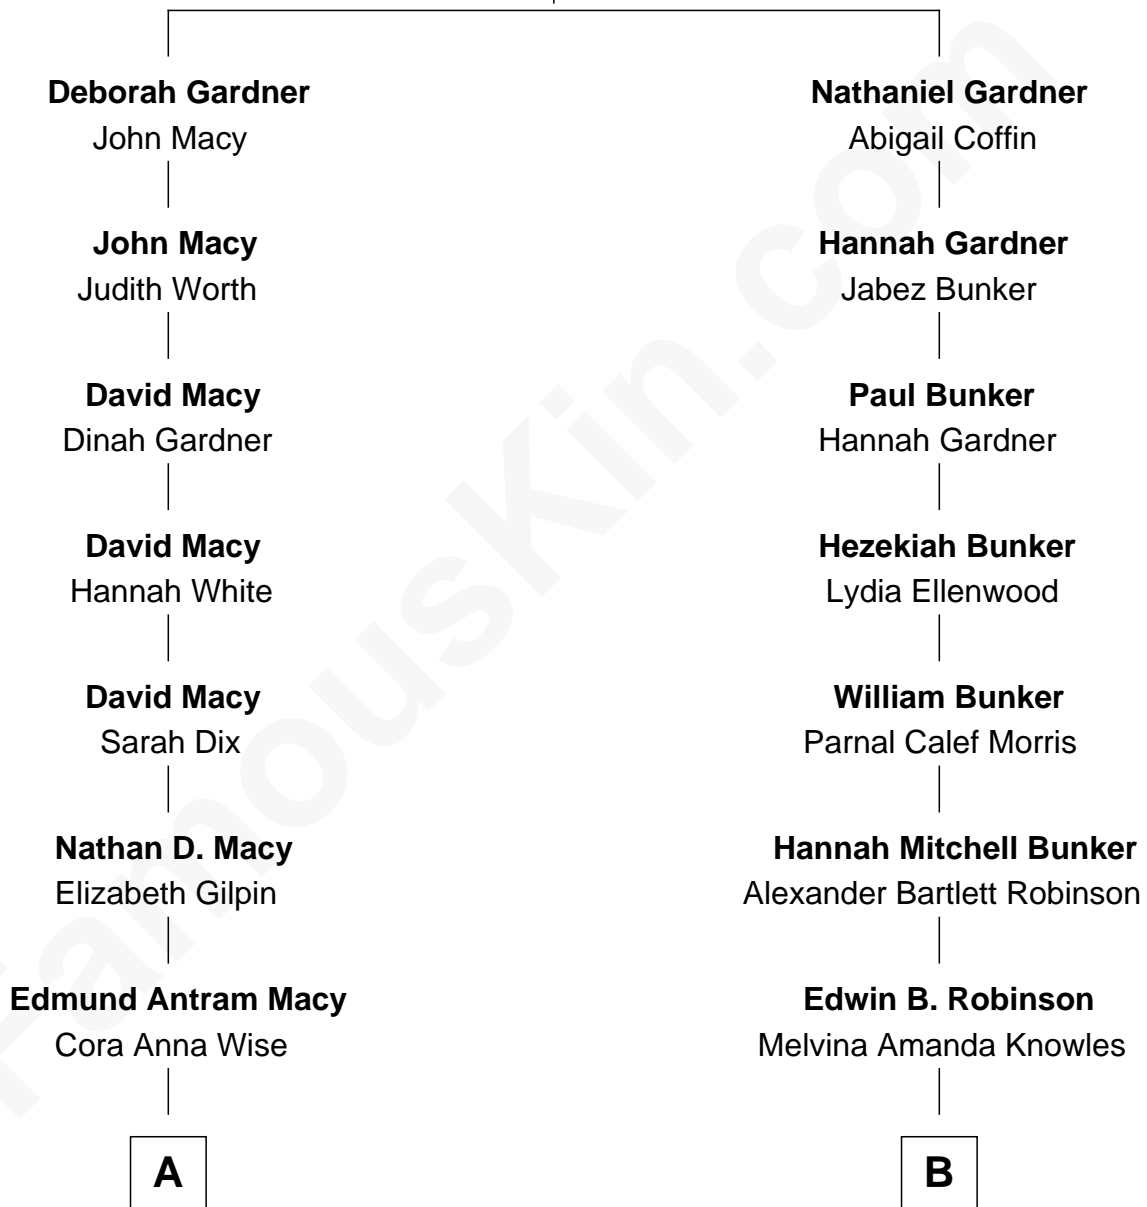 Deborah Gardner
John Macy
John Macy
Judith Worth
David Macy
Dinah Gardner
David Macy
Hannah White
David Macy
Sarah Dix
Nathan D. Macy
Elizabeth Gilpin
Edmund Antram Macy
Cora Anna Wise
A
Nathaniel Gardner
Abigail Coffin
Hannah Gardner
Jabez Bunker
Paul Bunker
Hannah Gardner
Hezekiah Bunker
Lydia Ellenwood
William Bunker
Parnal Calef Morris
Hannah Mitchell Bunker
Alexander Bartlett Robinson
Edwin B. Robinson
Melvina Amanda Knowles
B
FamousKin.com